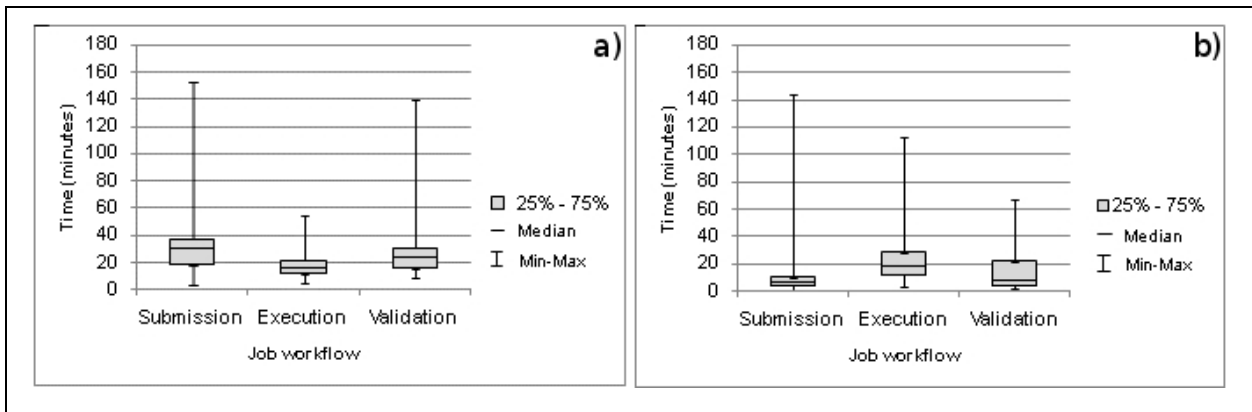 a)
Time (minutes)
180
160
140
120
100
80
60
40
20
0
Submission Execution Validation
Job workflow
25% - 75%
Median
Min-Max
b)
Time (minutes)
180
160
140
120
100
80
60
40
20
0
Submission Execution Validation
Job workflow
25% - 75%
Median
Min-Max